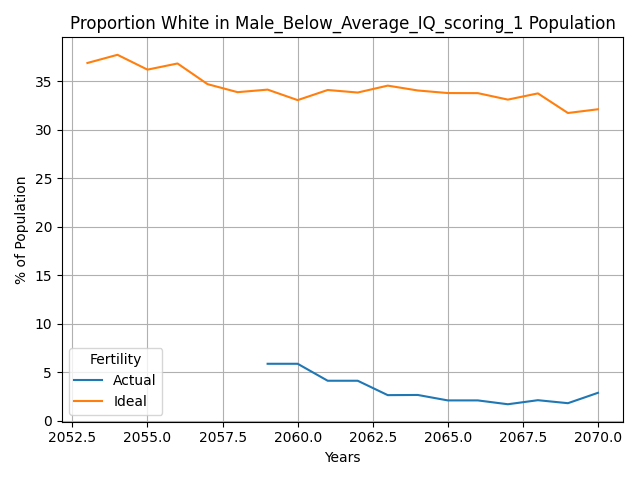 Proportion White in Male_Below_Average_IQ_scoring_1 Population
% of Population
35
30
25
20
15
10
5
0
Fertility
Actual
Ideal
2052.5 2055.0 2057.5 2060.0 2062.5 2065.0 2067.5 2070.0
Years